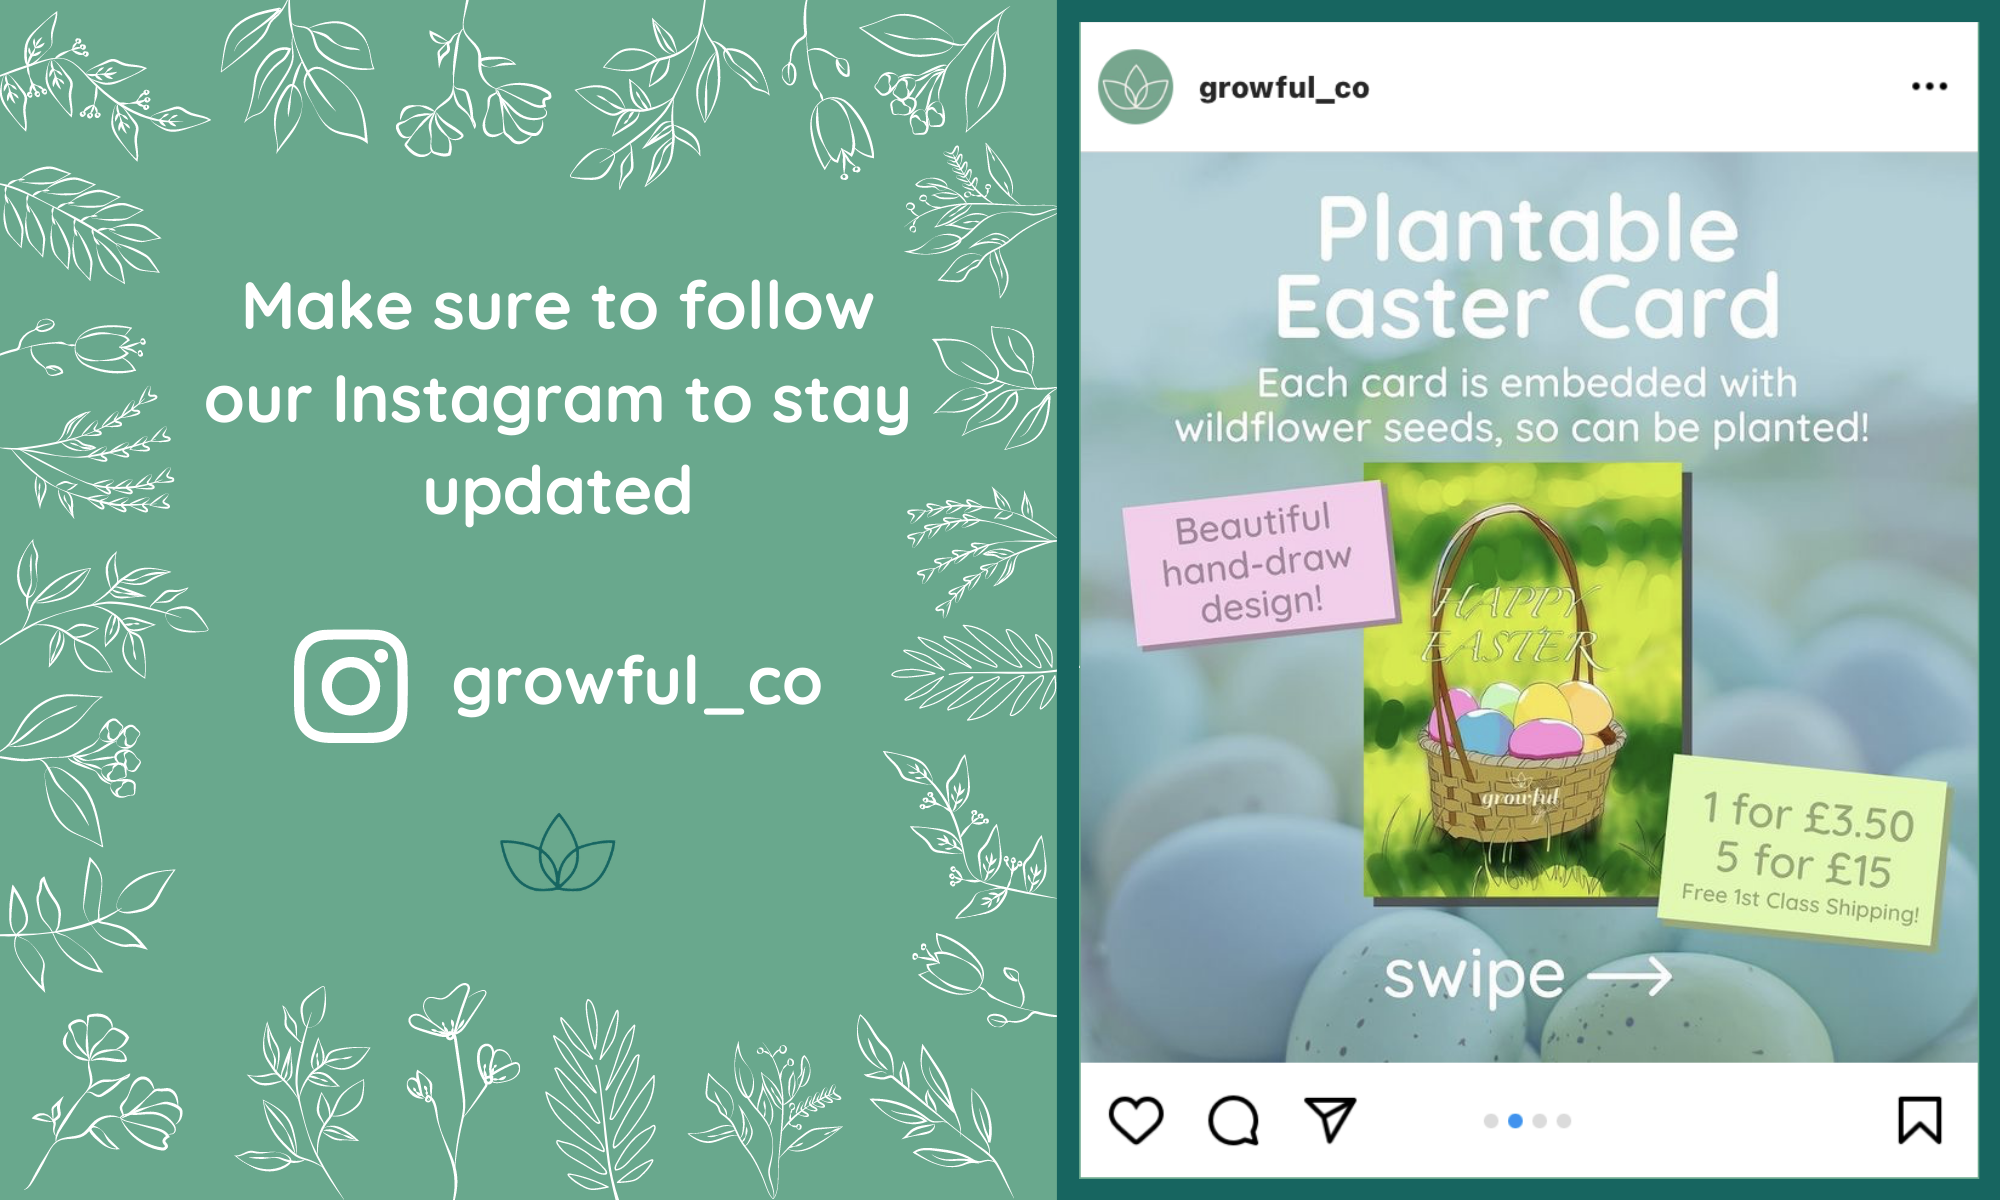 Make sure to follow
our Instagram to stay
updated
growful_co
growful_co
Plantable
Easter Card
Each card is embedded with
wildflower seeds, so can be planted!
Beautiful
hand-draw
design!
HAPPY
EASTER
growful
1 for £3.50
5 for £15
Free 1st Class Shipping!
swipe